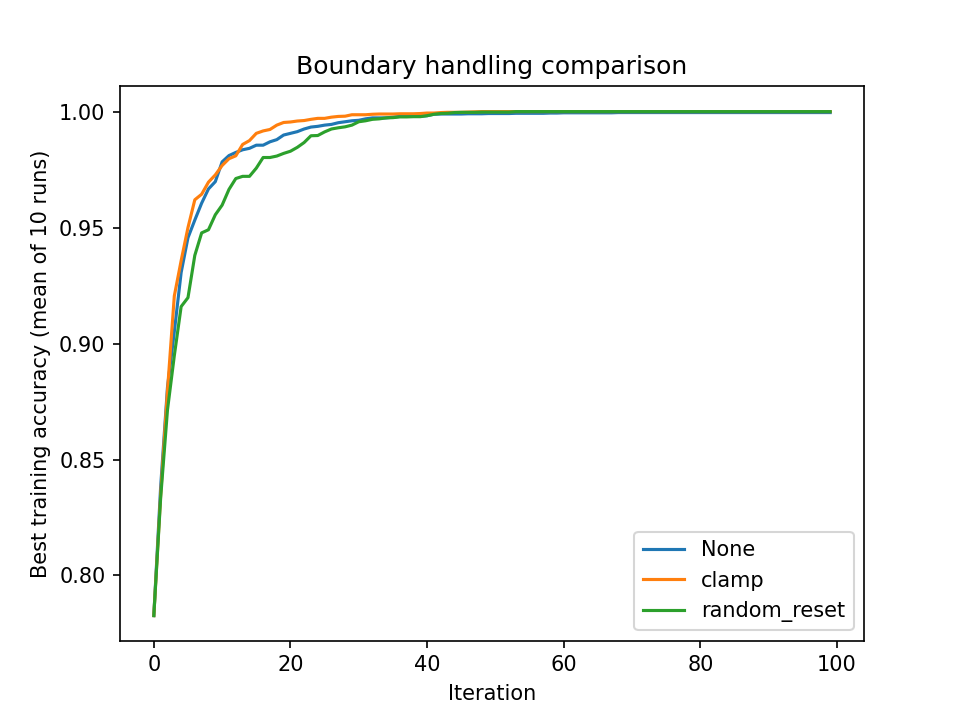 Boundary handling comparison
Best training accuracy (mean of 10 runs)
1.00
0.95
0.90
0.85
0.80
None
clamp
random_reset
0 20 40 60 80 100
Iteration